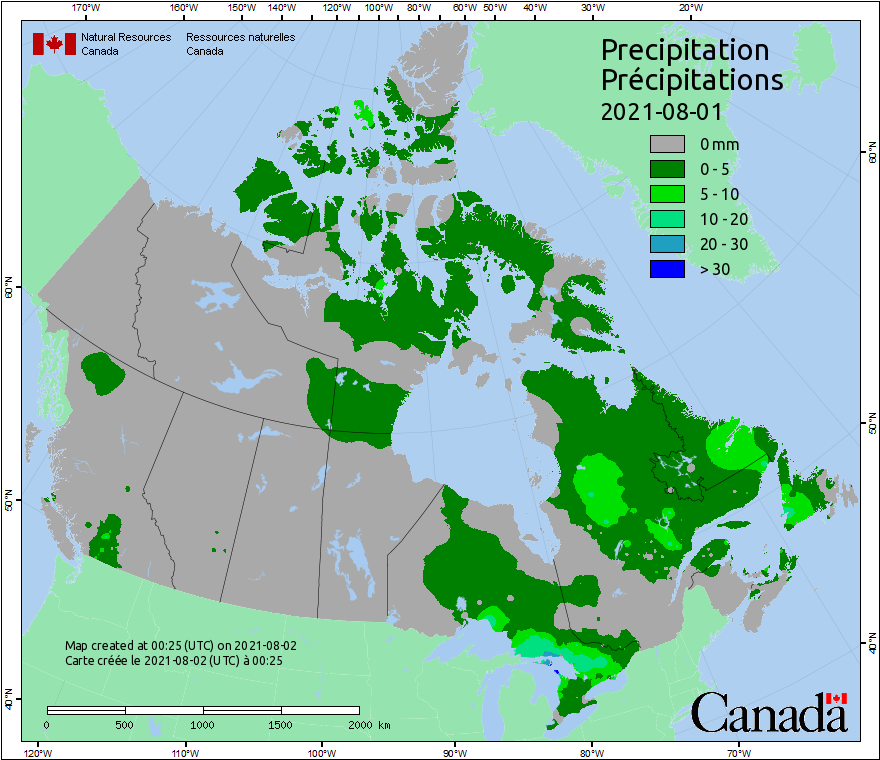 170°W 160°W 150°W 140°W 130°W 120°W 110°W 100°W 90°W 80°W 70°W 60°W 50°W 40°W 30°W 20°W
Natural Resources Ressources naturelles
Canada Canada
Precipitation
Précipitations
2021-08-01
0 mm
0 - 5
5 - 10
10 - 20
20 - 30
> 30
60°N
50°N
40°N
60°N
50°N
40°N
Map created at 00:25 (UTC) on 2021-08-02
Carte créée le 2021-08-02 (UTC) à 00:25
0 500 1000 1500 2000 km
Canada
120°W 110°W 100°W 90°W 80°W 70°W